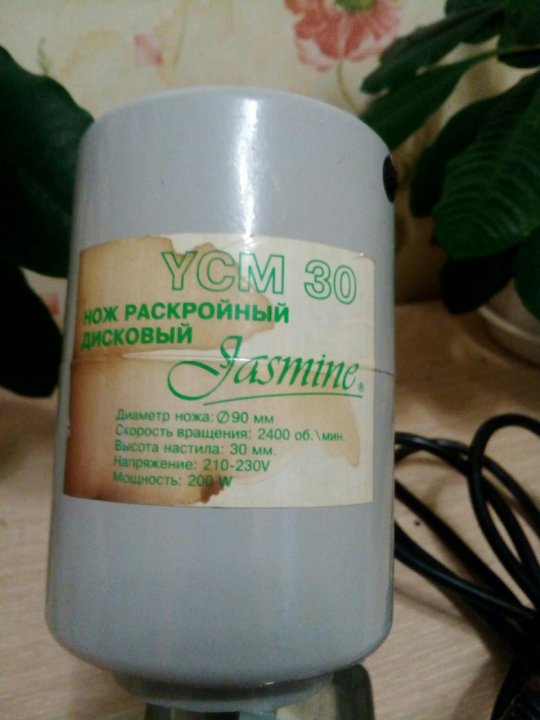 YCM 30
НОЖ РАСКРОЙНЫЙ
ДИСКОВЫЙ
Jasmine®
Диаметр ножа: ∅ 90 мм
Скорость вращения: 2400 об.\мин.
Высота настила: 30 мм.
Напряжение: 210-230V
Мощность: 200 W